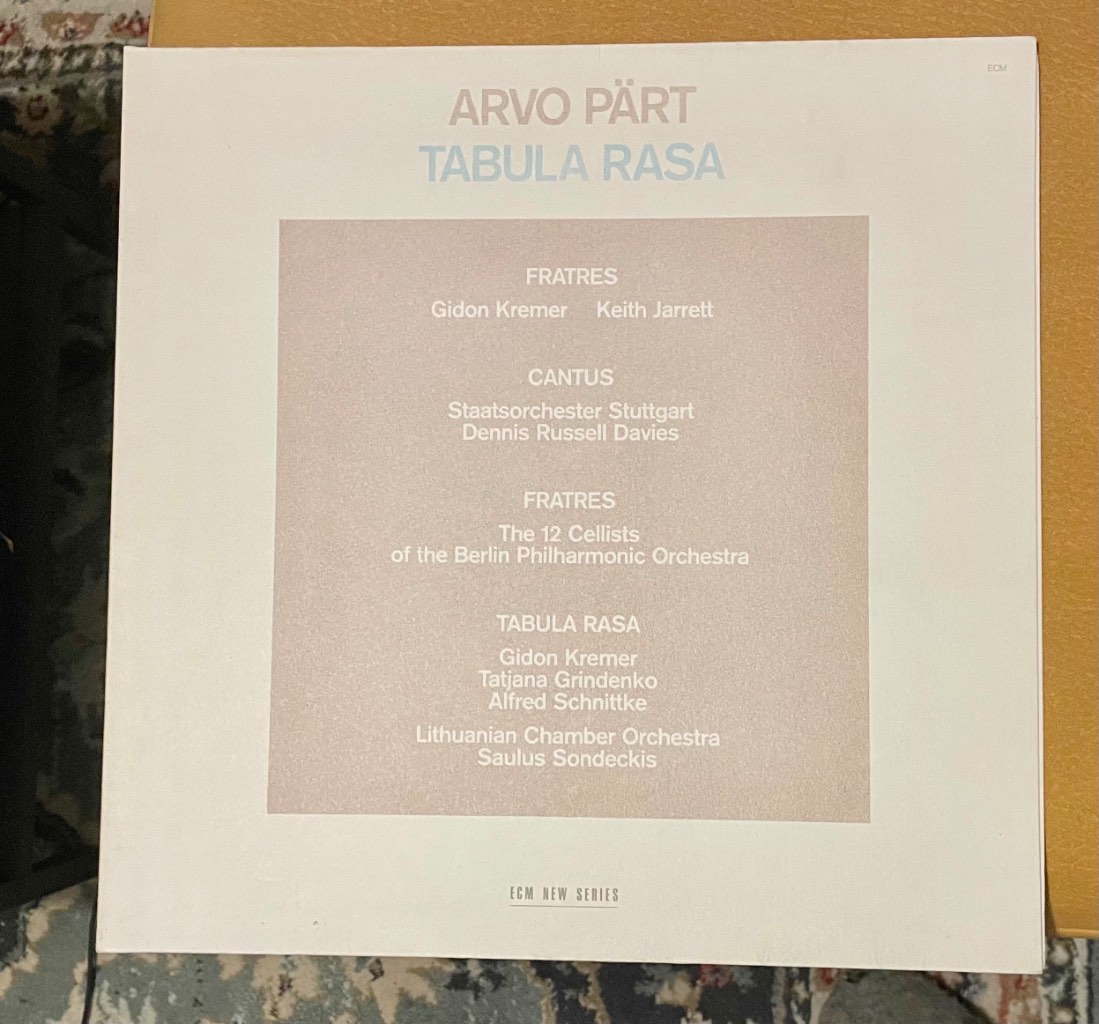 ECM
ARVO PÄRT
TABULA RASA
FRATRES
Gidon Kremer Keith Jarrett
CANTUS
Staatsorchester Stuttgart
Dennis Russell Davies
FRATRES
The 12 Cellists
of the Berlin Philharmonic Orchestra
TABULA RASA
Gidon Kremer
Tatjana Grindenko
Alfred Schnittke
Lithuanian Chamber Orchestra
Saulus Sondeckis
ECM NEW SERIES